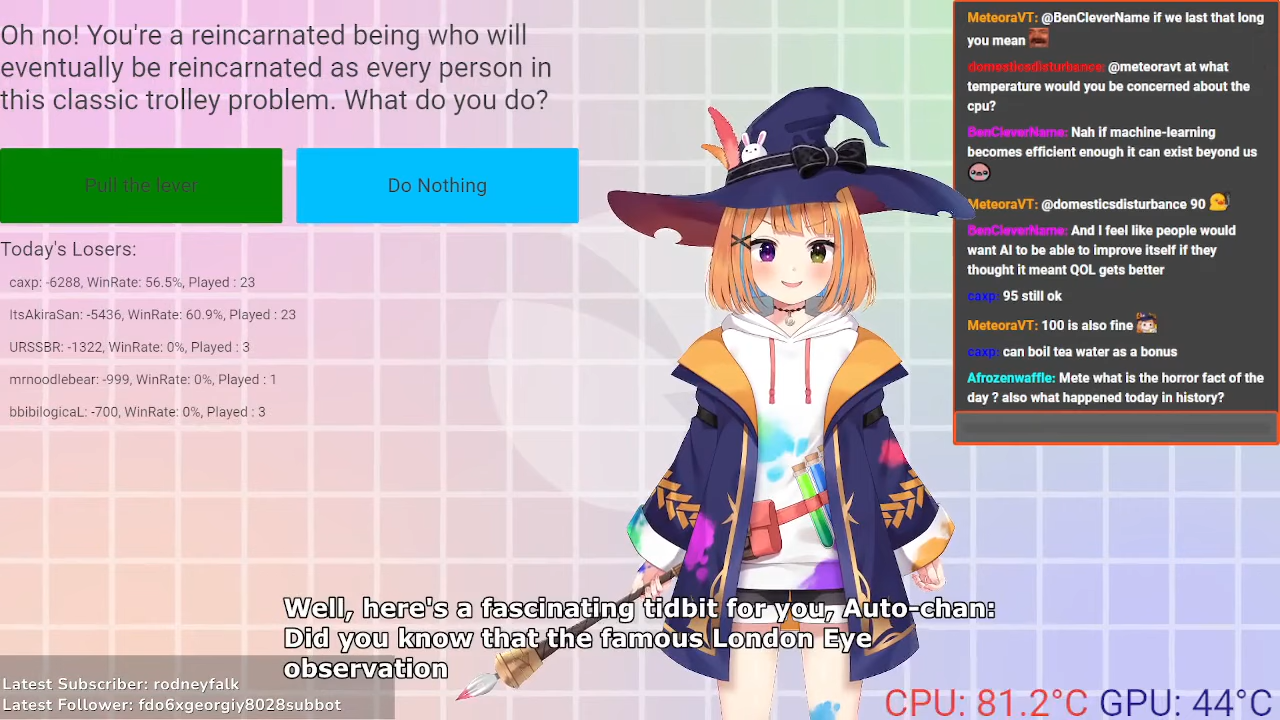 Oh no! You're a reincarnated being who will
eventually be reincarnated as every person in
this classic trolley problem. What do you do?
Pull the lever
Do Nothing
Today's Losers:
caxp: -6288, WinRate: 56.5%, Played : 23
ItsAkiraSan: -5436, WinRate: 60.9%, Played : 23
URSSBR: -1322, WinRate: 0%, Played : 3
mrnoodlebear: -999, WinRate: 0%, Played : 1
bbibilogicaL: -700, WinRate: 0%, Played : 3
MeteoraVT: @BenCleverName if we last that long
you mean
domesticsdisturbance: @meteoravt at what
temperature would you be concerned about the
cpu?
BenCleverName: Nah if machine-learning
becomes efficient enough it can exist beyond us
MeteoraVT: @domesticsdisturbance 90
BenCleverName: And I feel like people would
want AI to be able to improve itself if they
thought it meant QOL gets better
caxp: 95 still ok
MeteoraVT: 100 is also fine
caxp: can boil tea water as a bonus
Afrozenwaffle: Mete what is the horror fact of the
day ? also what happened today in history?
Well, here's a fascinating tidbit for you, Auto-chan:
Did you know that the famous London Eye
observation
Latest Subscriber: rodneyfalk
Latest Follower: fdo6xgeorgiy8028subbot
CPU: 81.2°C GPU: 44°C